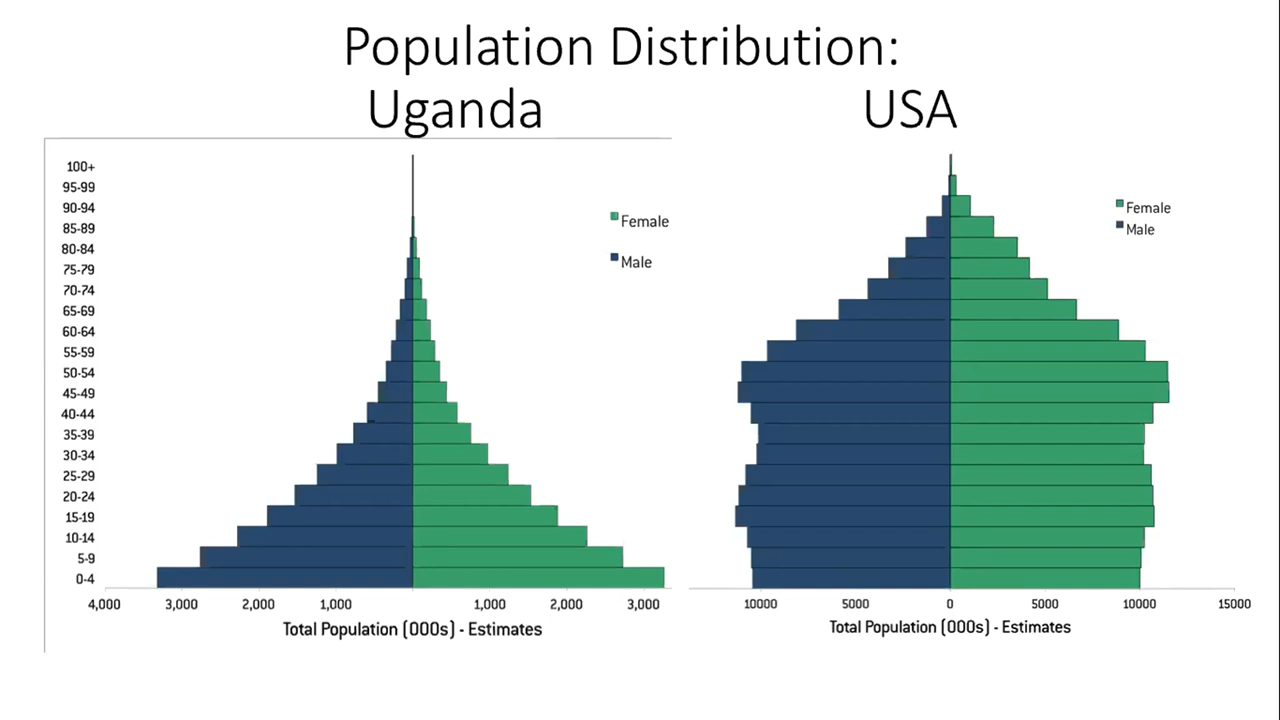 Population Distribution:
Uganda
USA
100+
95-99
90-94
85-89
80-84
75-79
70-74
65-69
60-64
55-59
50-54
45-49
40-44
35-39
30-34
25-29
20-24
15-19
10-14
5-9
0-4
Female
Male
4,000 3,000 2,000 1,000 1,000 2,000 3,000
Total Population (000s) - Estimates
Female
Male
10000 5000 0 5000 10000 15000
Total Population (000s) - Estimates